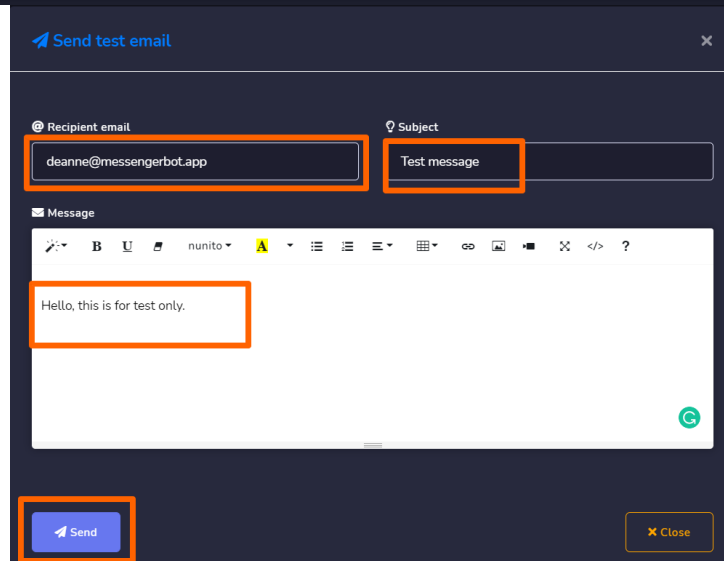 Send test email
Recipient email
Subject
deanne@messengerbot.app
Test message
Message
B U nunito A </> ?
Hello, this is for test only.
G
Send
Close